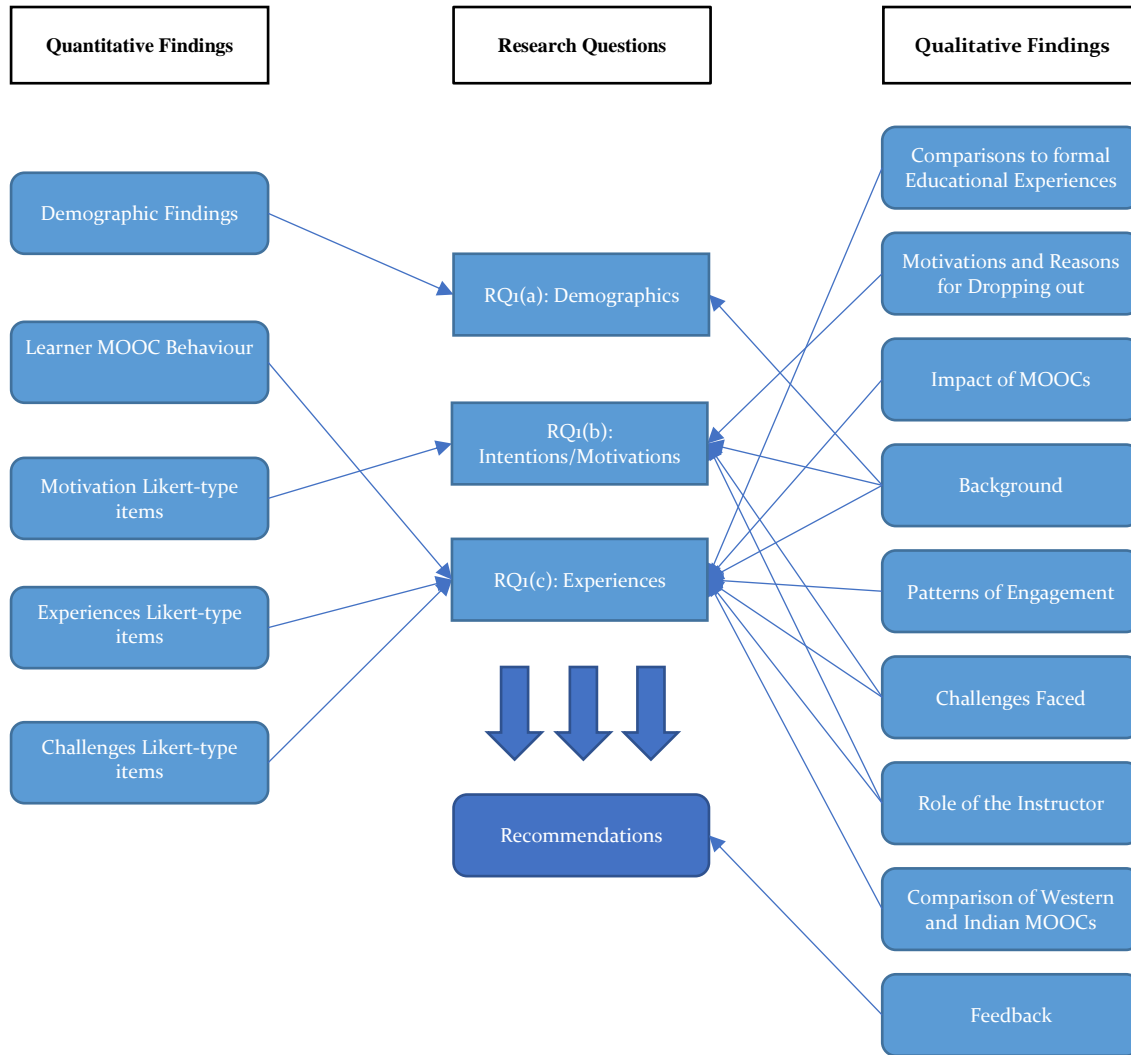 Quantitative Findings
Research Questions
Qualitative Findings
Demographic Findings
Learner MOOC Behaviour
Motivation Likert-type
items
Experiences Likert-type
items
Challenges Likert-type
items
RQ1(a): Demographics
RQ1(b):
Intentions/Motivations
RQ1(c): Experiences
Recommendations
Comparisons to formal
Educational Experiences
Motivations and Reasons
for Dropping out
Impact of MOOCs
Background
Patterns of Engagement
Challenges Faced
Role of the Instructor
Comparison of Western
and Indian MOOCs
Feedback